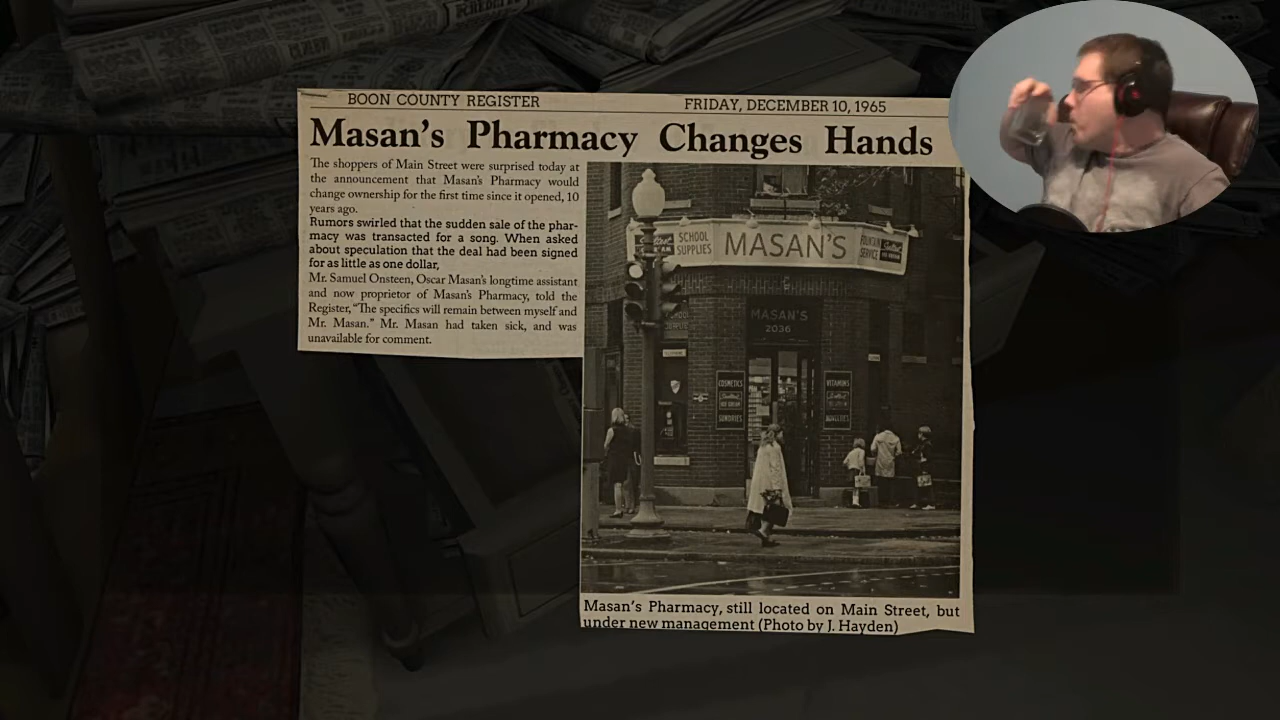 BOON COUNTY REGISTER
FRIDAY, DECEMBER 10, 1965
Masan's Pharmacy Changes Hands
The shoppers of Main Street were surprised today at
the announcement that Masan's Pharmacy would
change ownership for the first time since it opened, 10
years ago.
Rumors swirled that the sudden sale of the phar-
macy was transacted for a song. When asked
about speculation that the deal had been signed
for as little as one dollar,
Mr. Samuel Onsteen, Oscar Masan's longtime assistant
and now proprietor of Masan's Pharmacy, told the
Register, "The specifics will remain between myself and
Mr. Masan." Mr. Masan had taken sick, and was
unavailable for comment.
SCHOOL
SUPPLIES
MASAN'S
FOUNTAIN
SERVICE
MASAN'S
2036
COSMETICS
SUNDRIES
VITAMINS
Masan's Pharmacy, still located on Main Street, but
under new management (Photo by J. Hayden)